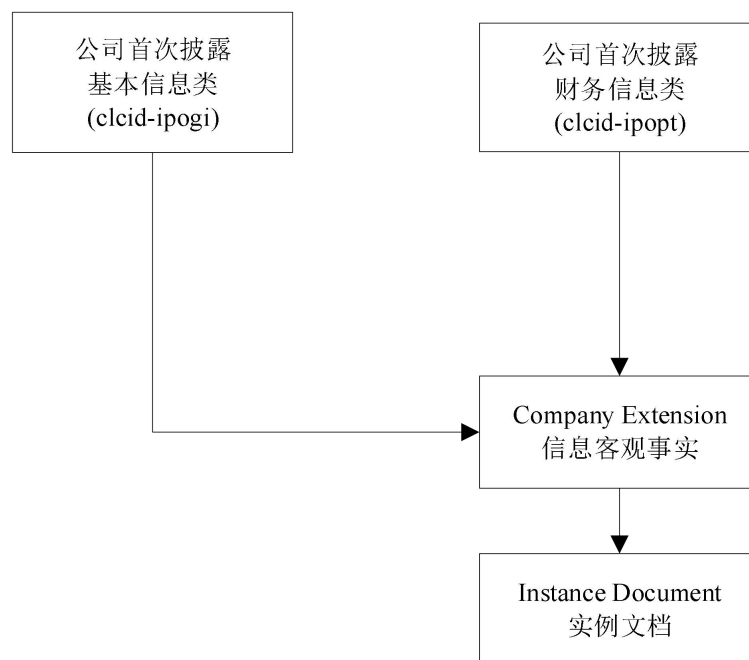 公司首次披露
基本信息类
(clcid-ipogi)
公司首次披露
财务信息类
(clcid-ipopt)
Company Extension
信息客观事实
Instance Document
实例文档